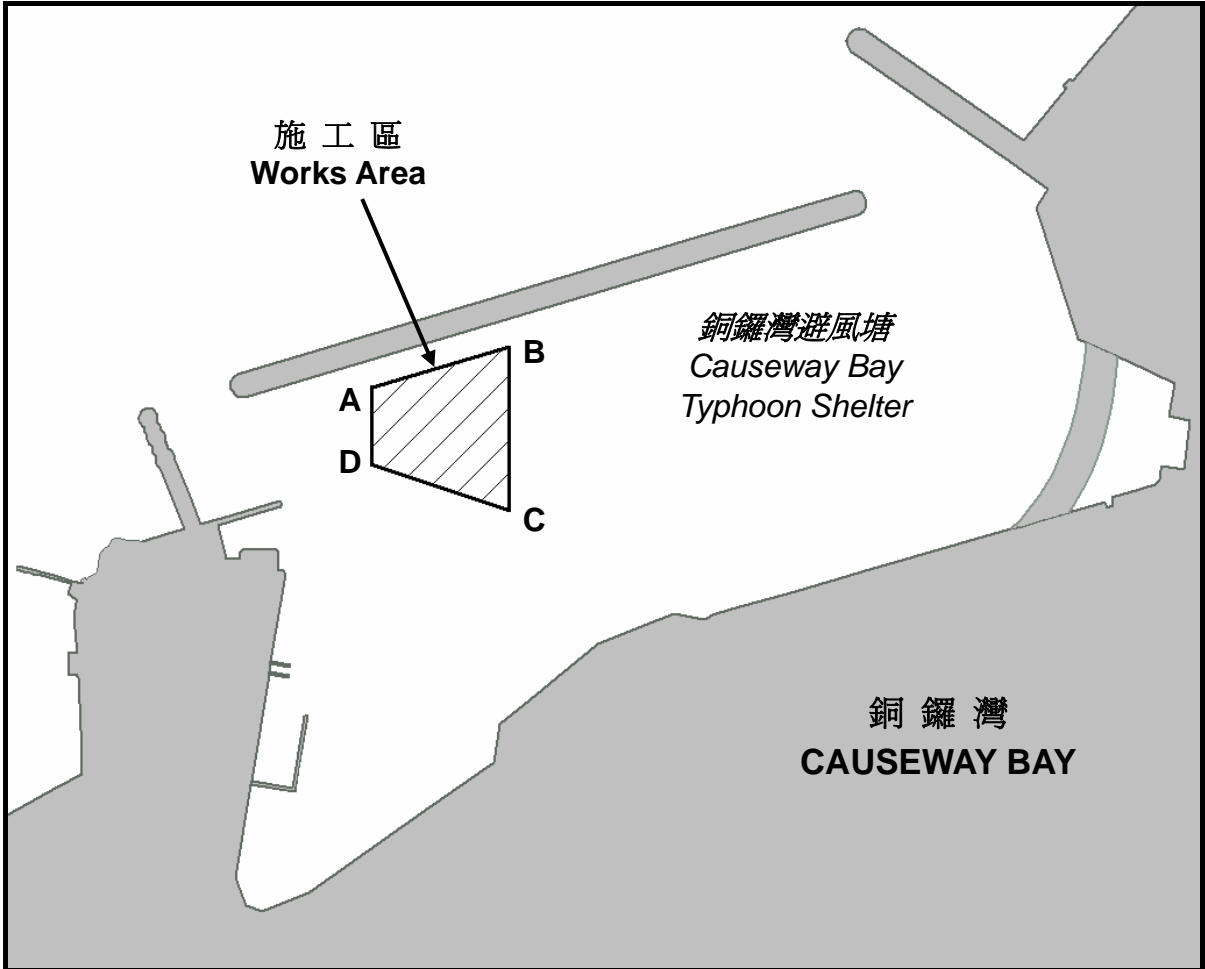 施工區
Works Area
銅鑼灣避風塘
Causeway Bay
Typhoon Shelter
A
B
C
D
銅鑼灣
CAUSEWAY BAY